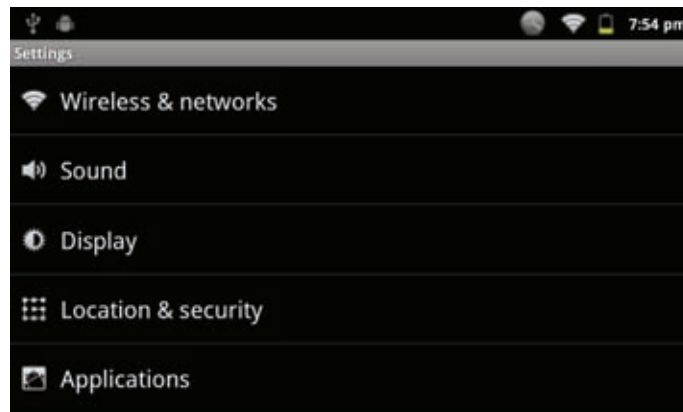 7:54 pm
Settings
Wireless & networks
Sound
Display
Location & security
Applications